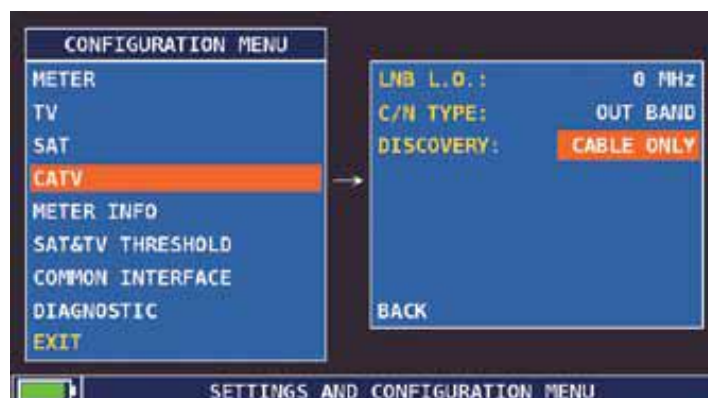 CONFIGURATION MENU
METER
TV
SAT
CATV
METER INFO
SAT&TV THRESHOLD
COMMON INTERFACE
DIAGNOSTIC
EXIT
LNB L.O.: 0 MHz
C/N TYPE: OUT BAND
DISCOVERY: CABLE ONLY
BACK
SETTINGS AND CONFIGURATION MENU